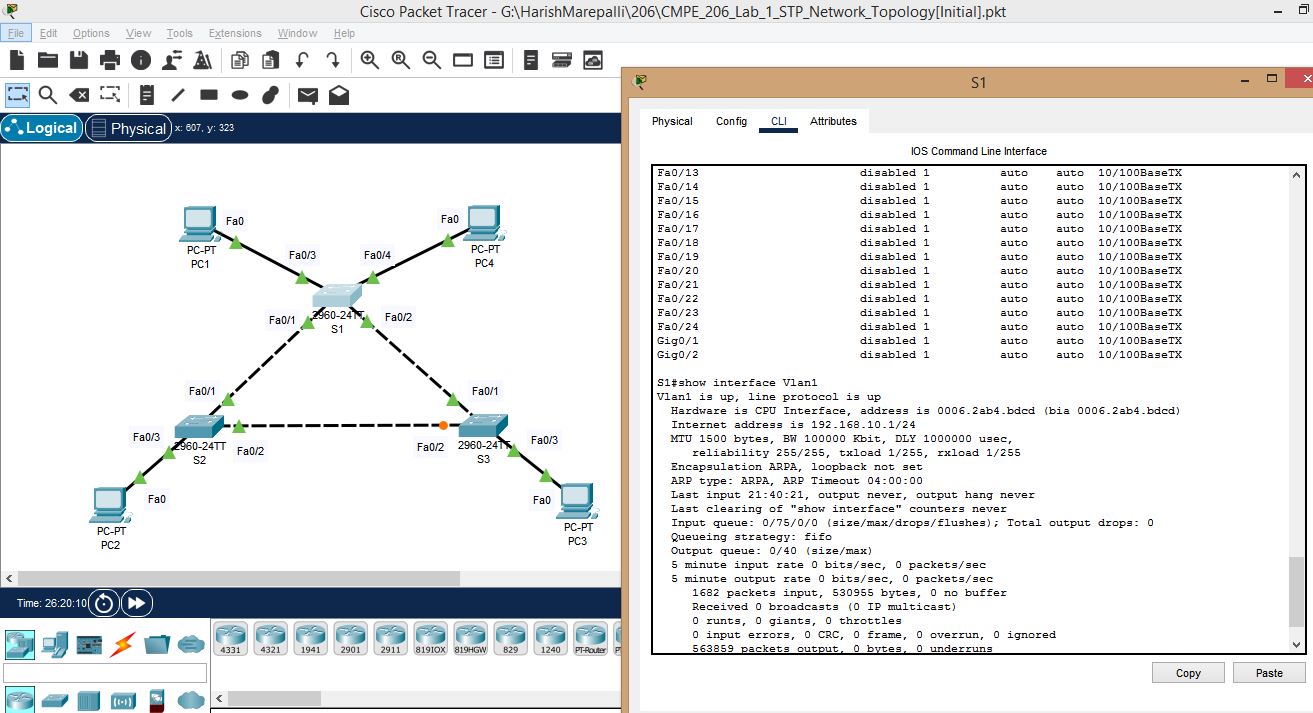 Cisco Packet Tracer - G:\HarishMarepalli\206\CMPE_206_Lab_1_STP_Network_Topology[Initial].pkt
File Edit Options View Tools Extensions Window Help
Logical Physical x: 607, y: 323
Fa0
PC-PT
PC1
Fa0/3
Fa0
PC-PT
PC4
Fa0/4
Fa0/1
2960-24TT
S1
Fa0/2
Fa0/1
Fa0/1
Fa0/3
2960-24TT
S2
Fa0/2
Fa0/2
2960-24TT
S3
Fa0/3
Fa0
PC-PT
PC2
Fa0
PC-PT
PC3
Time: 26:20:10
4331 4321 1941 2901 2911 819IOX 819HGW 829 1240 PT-Router
S1
Physical Config CLI Attributes
IOS Command Line Interface
Fa0/13 disabled 1 auto auto 10/100BaseTX
Fa0/14 disabled 1 auto auto 10/100BaseTX
Fa0/15 disabled 1 auto auto 10/100BaseTX
Fa0/16 disabled 1 auto auto 10/100BaseTX
Fa0/17 disabled 1 auto auto 10/100BaseTX
Fa0/18 disabled 1 auto auto 10/100BaseTX
Fa0/19 disabled 1 auto auto 10/100BaseTX
Fa0/20 disabled 1 auto auto 10/100BaseTX
Fa0/21 disabled 1 auto auto 10/100BaseTX
Fa0/22 disabled 1 auto auto 10/100BaseTX
Fa0/23 disabled 1 auto auto 10/100BaseTX
Fa0/24 disabled 1 auto auto 10/100BaseTX
Gig0/1 disabled 1 auto auto 10/100BaseTX
Gig0/2 disabled 1 auto auto 10/100BaseTX
S1#show interface Vlan1
Vlan1 is up, line protocol is up
Hardware is CPU Interface, address is 0006.2ab4.bdcd (bia 0006.2ab4.bdcd)
Internet address is 192.168.10.1/24
MTU 1500 bytes, BW 100000 Kbit, DLY 1000000 usec,
reliability 255/255, txload 1/255, rxload 1/255
Encapsulation ARPA, loopback not set
ARP type: ARPA, ARP Timeout 04:00:00
Last input 21:40:21, output never, output hang never
Last clearing of "show interface" counters never
Input queue: 0/75/0/0 (size/max/drops/flushes); Total output drops: 0
Queueing strategy: fifo
Output queue: 0/40 (size/max)
5 minute input rate 0 bits/sec, 0 packets/sec
5 minute output rate 0 bits/sec, 0 packets/sec
1682 packets input, 530955 bytes, 0 no buffer
Received 0 broadcasts (0 IP multicast)
0 runts, 0 giants, 0 throttles
0 input errors, 0 CRC, 0 frame, 0 overrun, 0 ignored
563859 packets output, 0 bytes, 0 underruns
Copy Paste